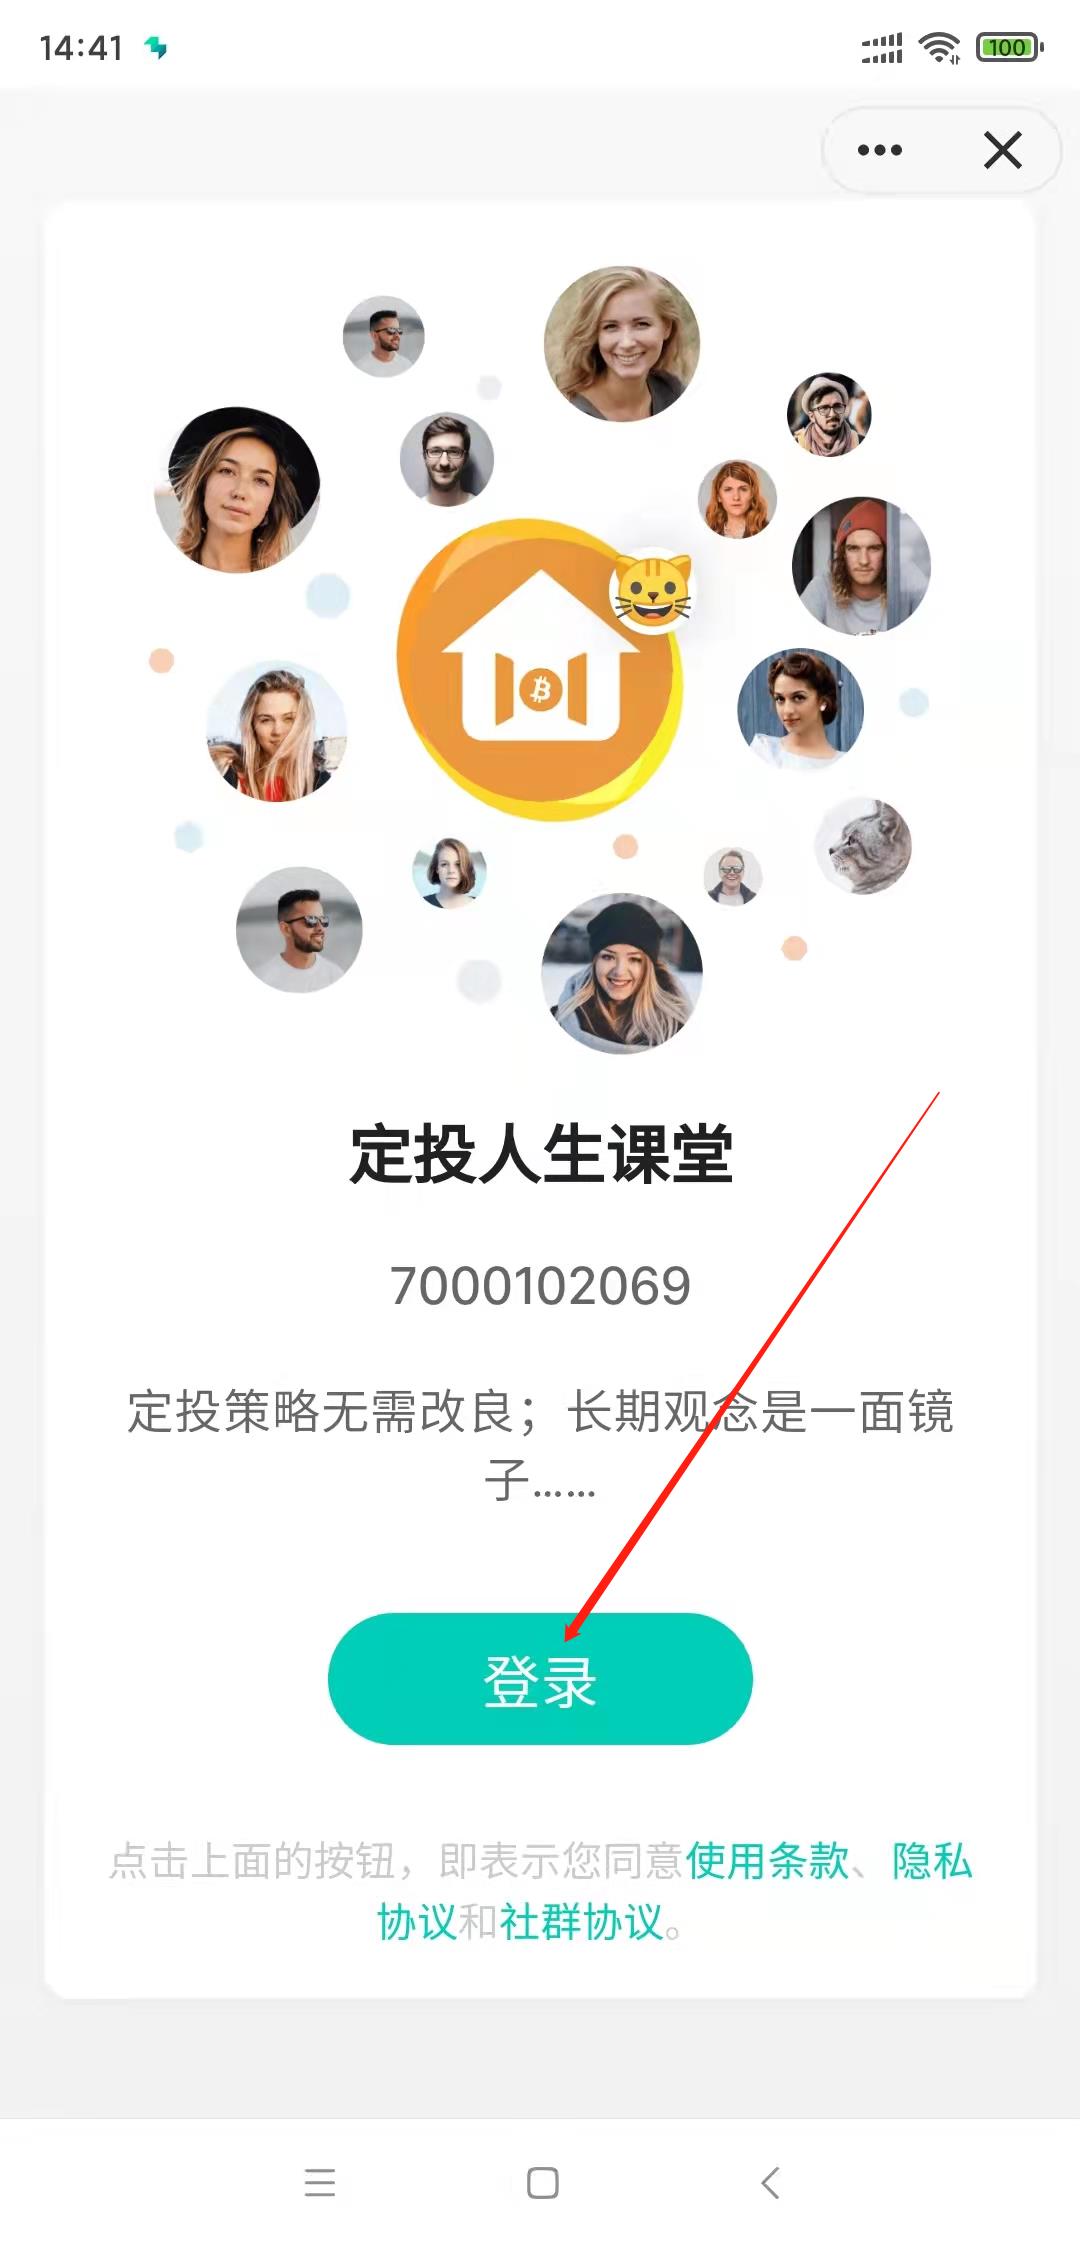 14:41
100
定投人生课堂
7000102069
定投策略无需改良；长期观念是一面镜
子……
登录
点击上面的按钮，即表示您同意使用条款、隐私
协议和社群协议。